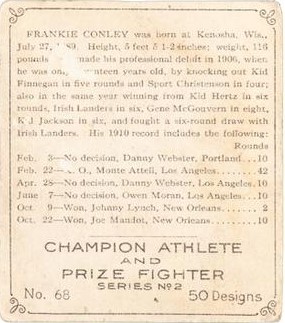 FRANKIE CONLEY was born at Kenosha, Wis.,
July 27, Height, 5 feet 5 1-2 inches; weight, 116
pounds made his professional debut in 1906, when
he was only teen years old, by knocking out Kid
Finnegan in five rounds and Sport Christenson in four;
also in the same year winning from Kid Hertz in six
rounds, Irish Landers in six, Gene McGovern in eight,
K J Jackson in six, and fought a six-round draw with
Irish Landers. His 1910 record includes the following:
Rounds
Feb. 3—No decision, Danny Webster, Portland...10
Feb. 22— . O., Monte Attell, Los Angeles.......42
Apr. 28—No decision, Danny Webster, Los Angeles.10
June 7—No decision, Owen Moran, Los Angeles...10
Oct. 9—Won, Johnny Lynch, New Orleans........ 2
Oct. 22—Won, Joe Mandot, New Orleans..........10
CHAMPION ATHLETE
AND
PRIZE FIGHTER
SERIES No 2
No. 68 50 Designs